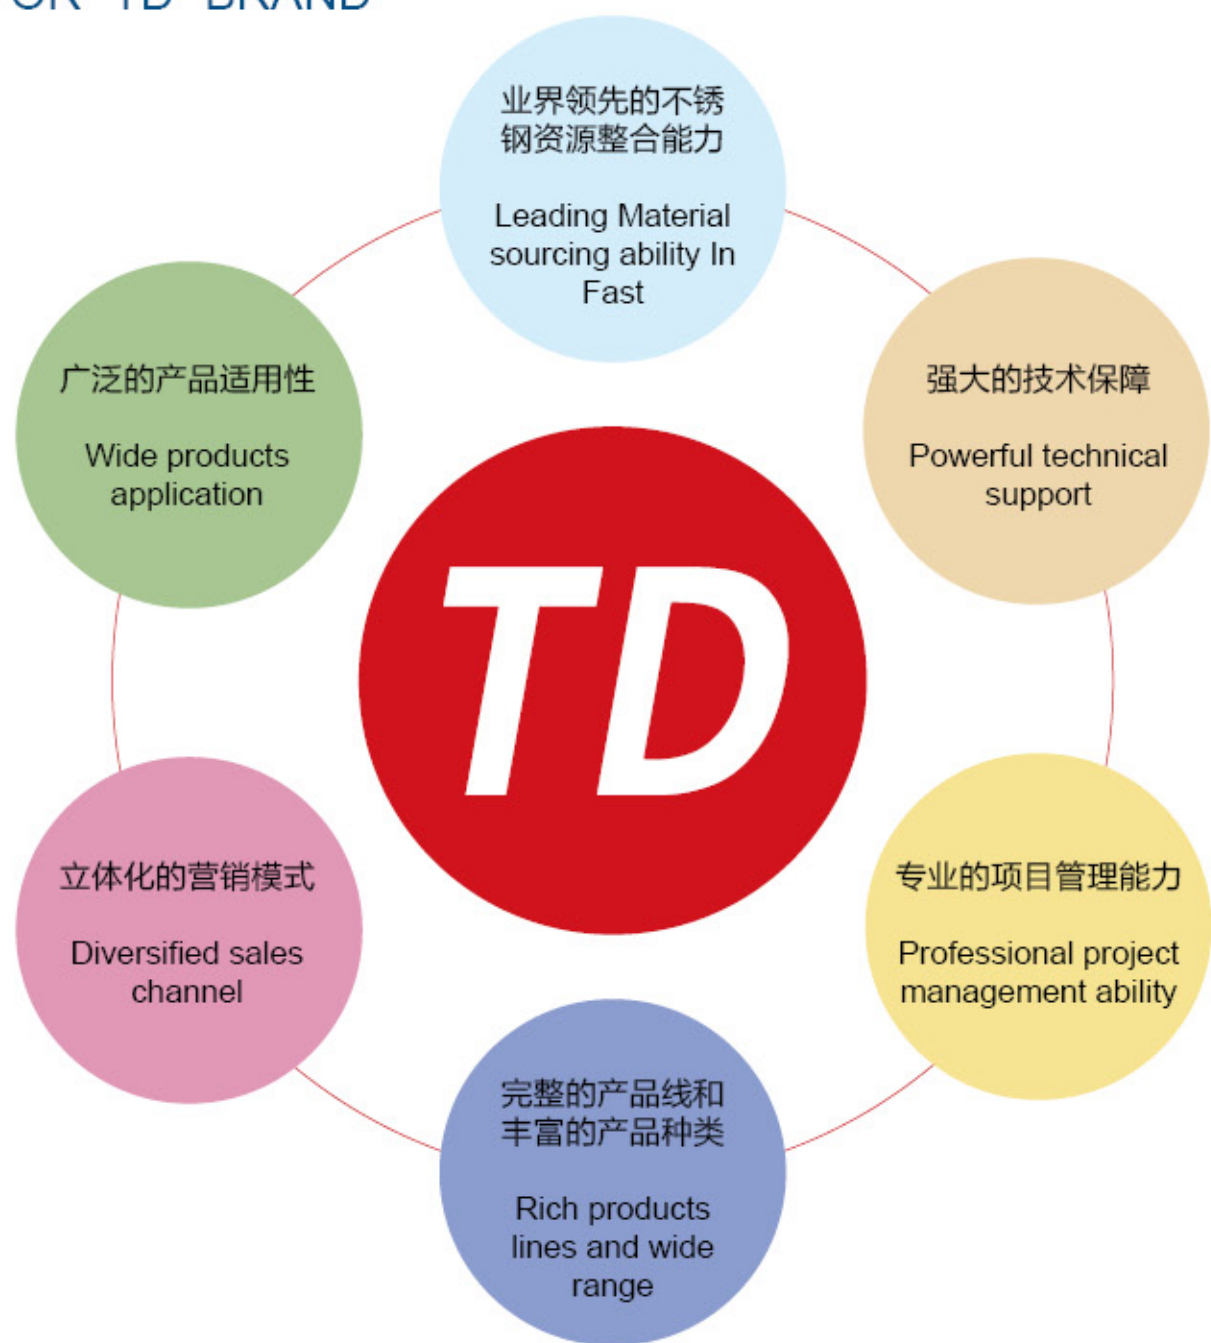 OR TD BRAND
业界领先的不锈
钢资源整合能力
Leading Material
sourcing ability In
Fast
广泛的产品适用性
Wide products
application
强大的技术保障
Powerful technical
support
TD
立体化的营销模式
Diversified sales
channel
专业的项目管理能力
Professional project
management ability
完整的产品线和
丰富的产品种类
Rich products
lines and wide
range